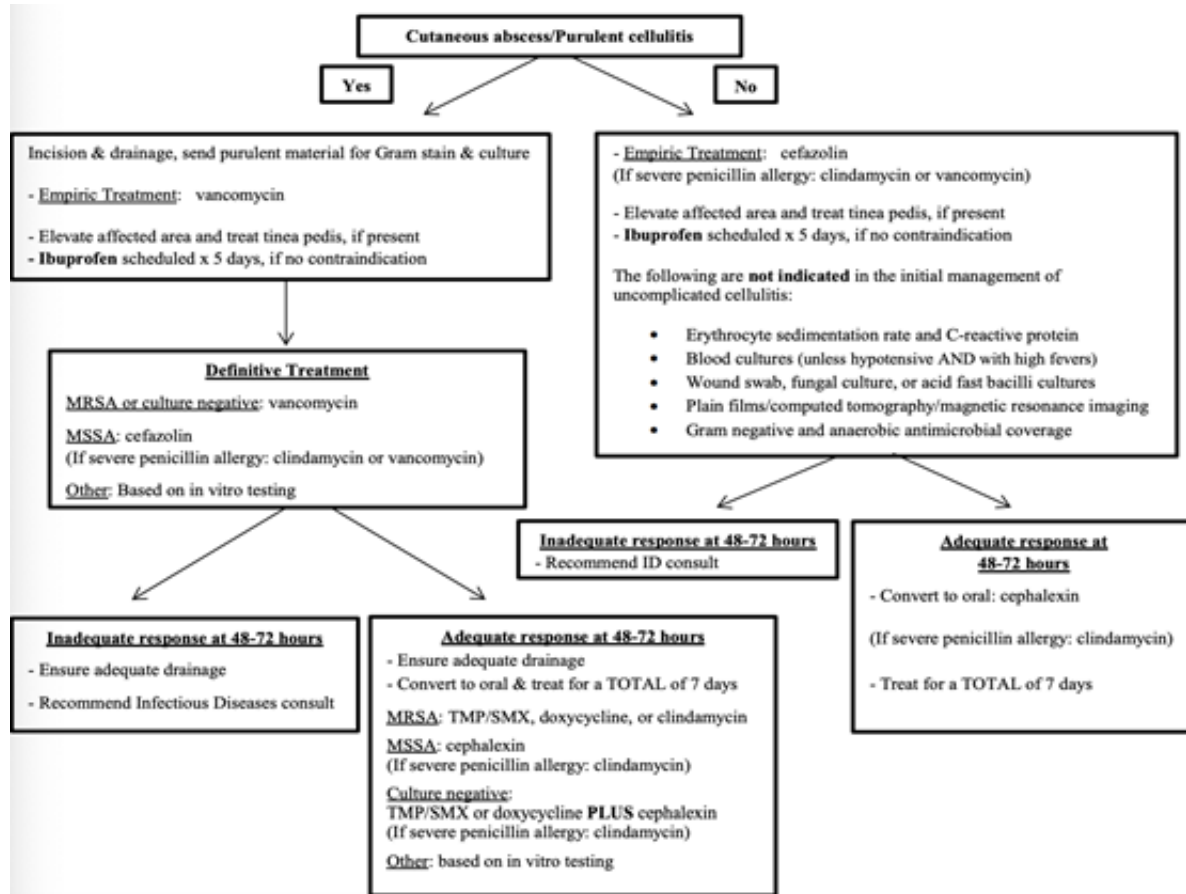 Cutaneous abscess/Purulent cellulitis
Yes
No
Incision & drainage, send purulent material for Gram stain & culture
- Empiric Treatment: vancomycin
- Elevate affected area and treat tinea pedis, if present
- Ibuprofen scheduled x 5 days, if no contraindication
- Empiric Treatment: cefazolin
(If severe penicillin allergy: clindamycin or vancomycin)
- Elevate affected area and treat tinea pedis, if present
- Ibuprofen scheduled x 5 days, if no contraindication
The following are not indicated in the initial management of
uncomplicated cellulitis:
• Erythrocyte sedimentation rate and C-reactive protein
• Blood cultures (unless hypotensive AND with high fevers)
• Wound swab, fungal culture, or acid fast bacilli cultures
• Plain films/computed tomography/magnetic resonance imaging
• Gram negative and anaerobic antimicrobial coverage
Definitive Treatment
MRSA or culture negative: vancomycin
MSSA: cefazolin
(If severe penicillin allergy: clindamycin or vancomycin)
Other: Based on in vitro testing
Inadequate response at 48-72 hours
- Recommend ID consult
Adequate response at
48-72 hours
- Convert to oral: cephalexin
(If severe penicillin allergy: clindamycin)
- Treat for a TOTAL of 7 days
Inadequate response at 48-72 hours
- Ensure adequate drainage
- Recommend Infectious Diseases consult
Adequate response at 48-72 hours
- Ensure adequate drainage
- Convert to oral & treat for a TOTAL of 7 days
MRSA: TMP/SMX, doxycycline, or clindamycin
MSSA: cephalexin
(If severe penicillin allergy: clindamycin)
Culture negative:
TMP/SMX or doxycycline PLUS cephalexin
(If severe penicillin allergy: clindamycin)
Other: based on in vitro testing